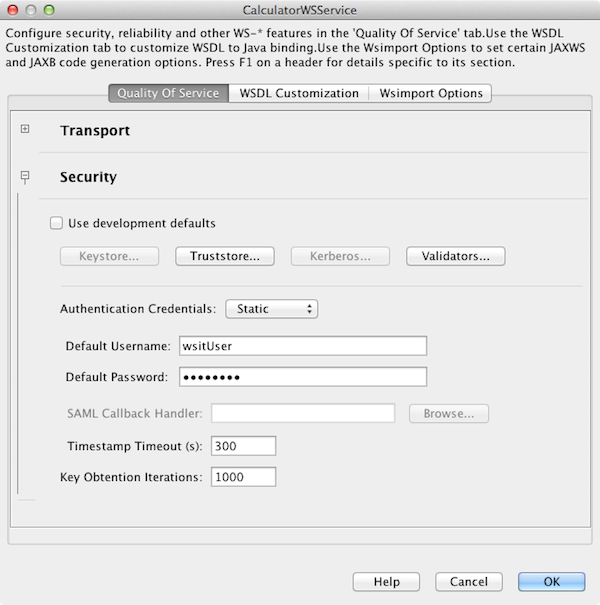 CalculatorWSService
Configure security, reliability and other WS-* features in the 'Quality Of Service' tab.Use the WSDL
Customization tab to customize WSDL to Java binding.Use the Wsimport Options to set certain JAXWS
and JAXB code generation options. Press F1 on a header for details specific to its section.
Quality Of Service WSDL Customization Wsimport Options
Transport
Security
Use development defaults
Keystore... Truststore... Kerberos... Validators...
Authentication Credentials: Static
Default Username: wsitUser
Default Password: ••••••••
SAML Callback Handler: Browse...
Timestamp Timeout (s): 300
Key Obtention Iterations: 1000
Help Cancel OK